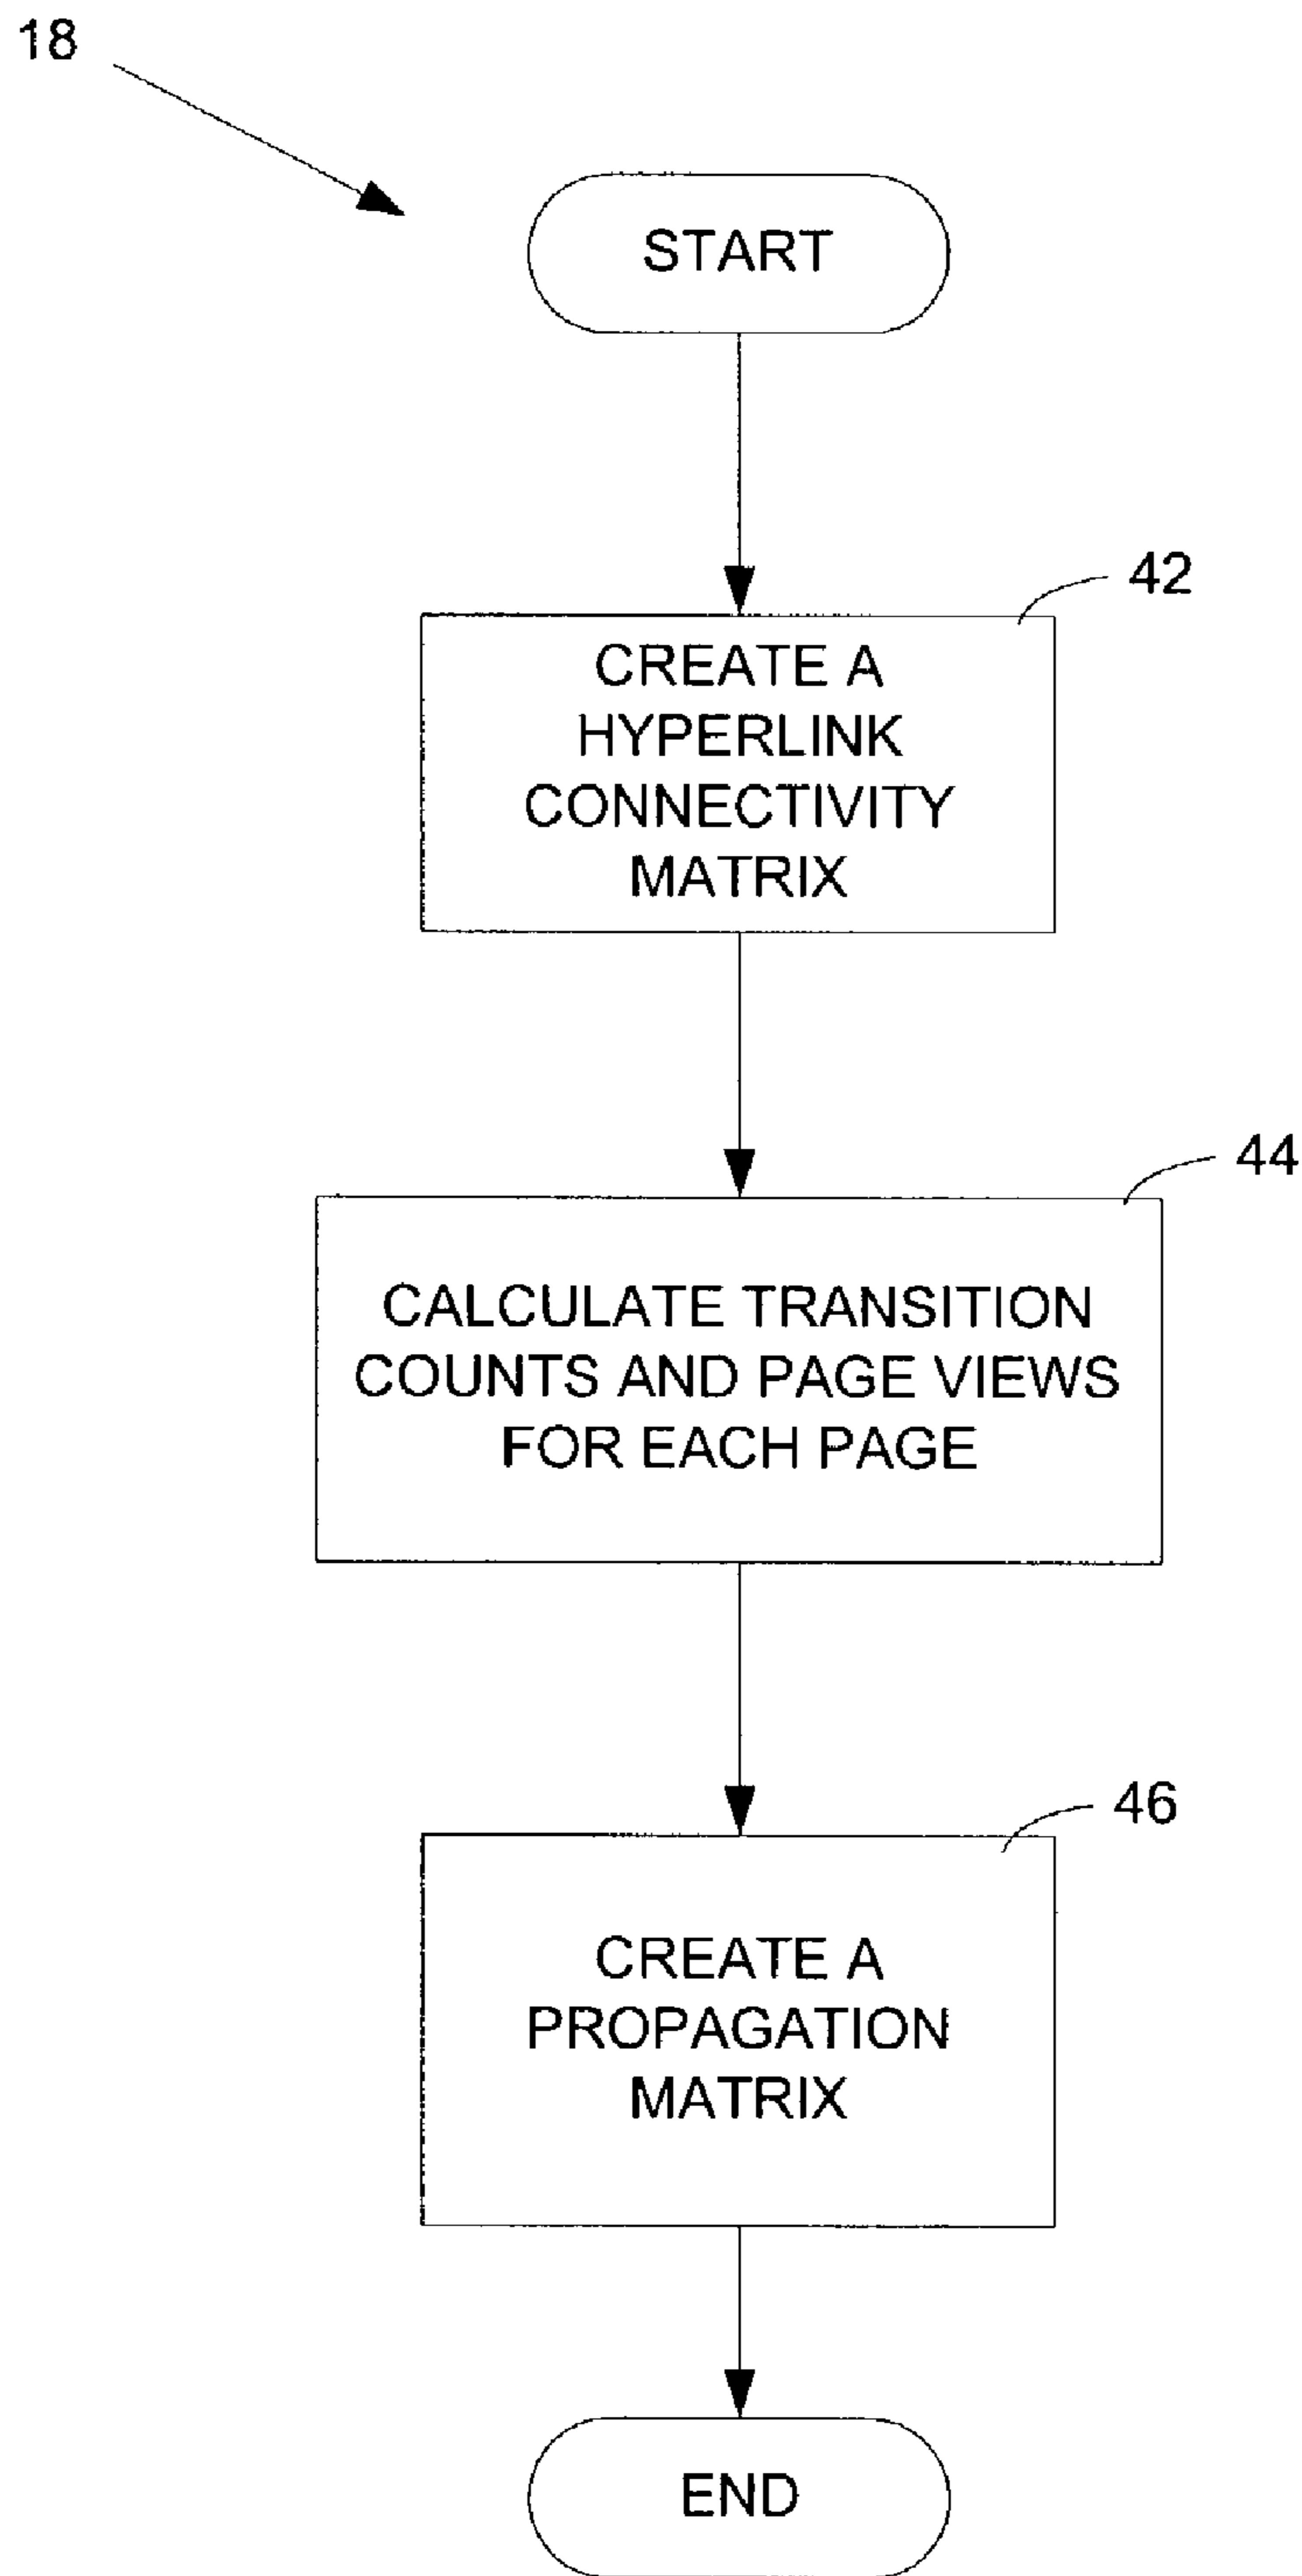 18
START
42
CREATE A
HYPERLINK
CONNECTIVITY
MATRIX
44
CALCULATE TRANSITION
COUNTS AND PAGE VIEWS
FOR EACH PAGE
46
CREATE A
PROPAGATION
MATRIX
END